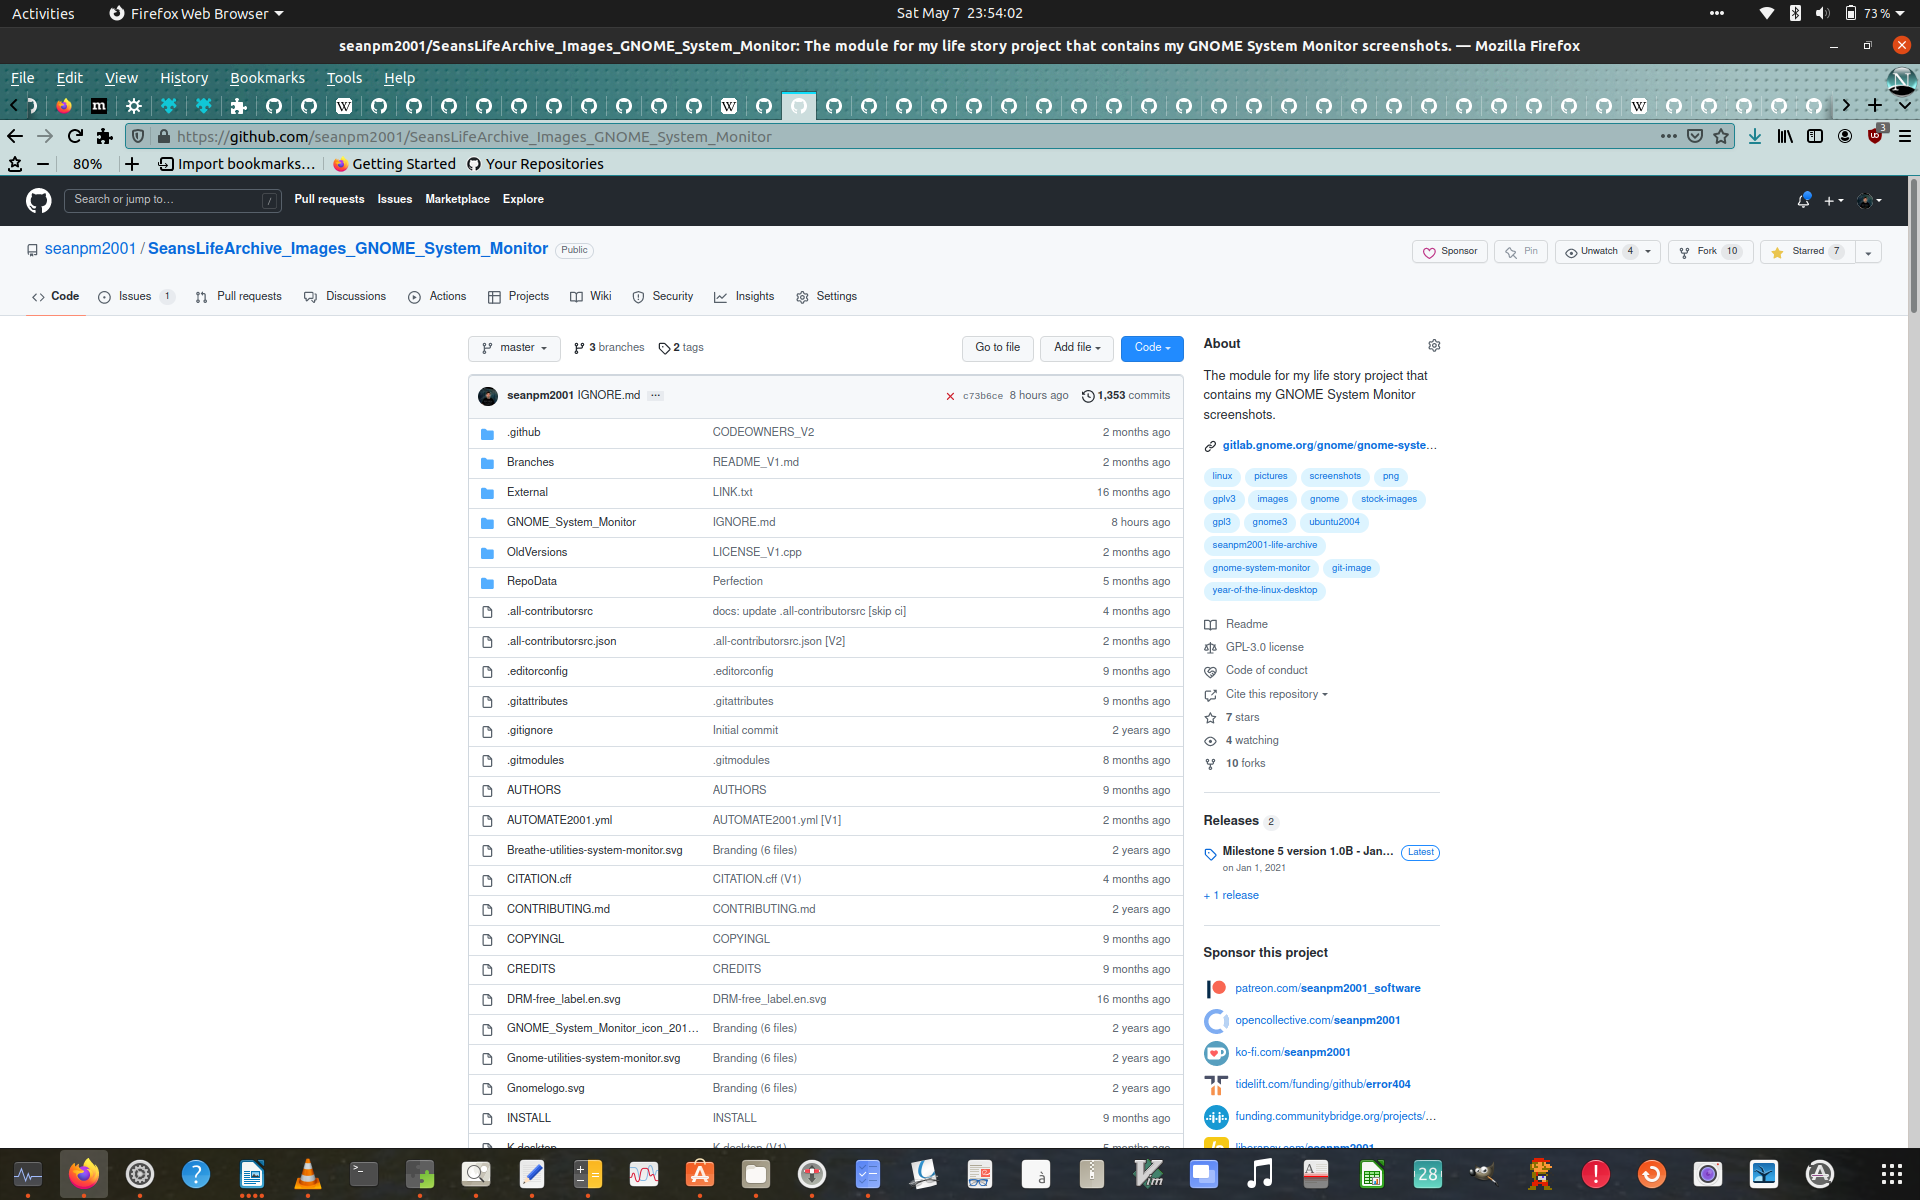 Activities
Firefox Web Browser
Sat May 7 23:54:02
73 %
seanpm2001/SeansLifeArchive_Images_GNOME_System_Monitor: The module for my life story project that contains my GNOME System Monitor screenshots. — Mozilla Firefox
File Edit View History Bookmarks Tools Help
https://github.com/seanpm2001/SeansLifeArchive_Images_GNOME_System_Monitor
3
80% Import bookmarks... Getting Started Your Repositories
Search or jump to... / Pull requests Issues Marketplace Explore
seanpm2001 / SeansLifeArchive_Images_GNOME_System_Monitor Public
Sponsor Pin Unwatch 4 Fork 10 Starred 7
Code Issues 1 Pull requests Discussions Actions Projects Wiki Security Insights Settings
master 3 branches 2 tags Go to file Add file Code
seanpm2001 IGNORE.md ... c73b6ce 8 hours ago 1,353 commits
.github CODEOWNERS_V2 2 months ago
Branches README_V1.md 2 months ago
External LINK.txt 16 months ago
GNOME_System_Monitor IGNORE.md 8 hours ago
OldVersions LICENSE_V1.cpp 2 months ago
RepoData Perfection 5 months ago
.all-contributorsrc docs: update .all-contributorsrc [skip ci] 4 months ago
.all-contributorsrc.json .all-contributorsrc.json [V2] 2 months ago
.editorconfig .editorconfig 9 months ago
.gitattributes .gitattributes 9 months ago
.gitignore Initial commit 2 years ago
.gitmodules .gitmodules 8 months ago
AUTHORS AUTHORS 9 months ago
AUTOMATE2001.yml AUTOMATE2001.yml [V1] 2 months ago
Breathe-utilities-system-monitor.svg Branding (6 files) 2 years ago
CITATION.cff CITATION.cff (V1) 4 months ago
CONTRIBUTING.md CONTRIBUTING.md 2 years ago
COPYINGL COPYINGL 9 months ago
CREDITS CREDITS 9 months ago
DRM-free_label.en.svg DRM-free_label.en.svg 16 months ago
GNOME_System_Monitor_icon_201... Branding (6 files) 2 years ago
Gnome-utilities-system-monitor.svg Branding (6 files) 2 years ago
Gnomelogo.svg Branding (6 files) 2 years ago
INSTALL INSTALL 9 months ago
About
The module for my life story project that
contains my GNOME System Monitor
screenshots.
gitlab.gnome.org/gnome/gnome-syste...
linux pictures screenshots png
gplv3 images gnome stock-images
gpl3 gnome3 ubuntu2004
seanpm2001-life-archive
gnome-system-monitor git-image
year-of-the-linux-desktop
Readme
GPL-3.0 license
Code of conduct
Cite this repository
7 stars
4 watching
10 forks
Releases 2
Milestone 5 version 1.0B - Jan... Latest
on Jan 1, 2021
+ 1 release
Sponsor this project
patreon.com/seanpm2001_software
opencollective.com/seanpm2001
ko-fi.com/seanpm2001
tidelift.com/funding/github/error404
funding.communitybridge.org/projects/...
28